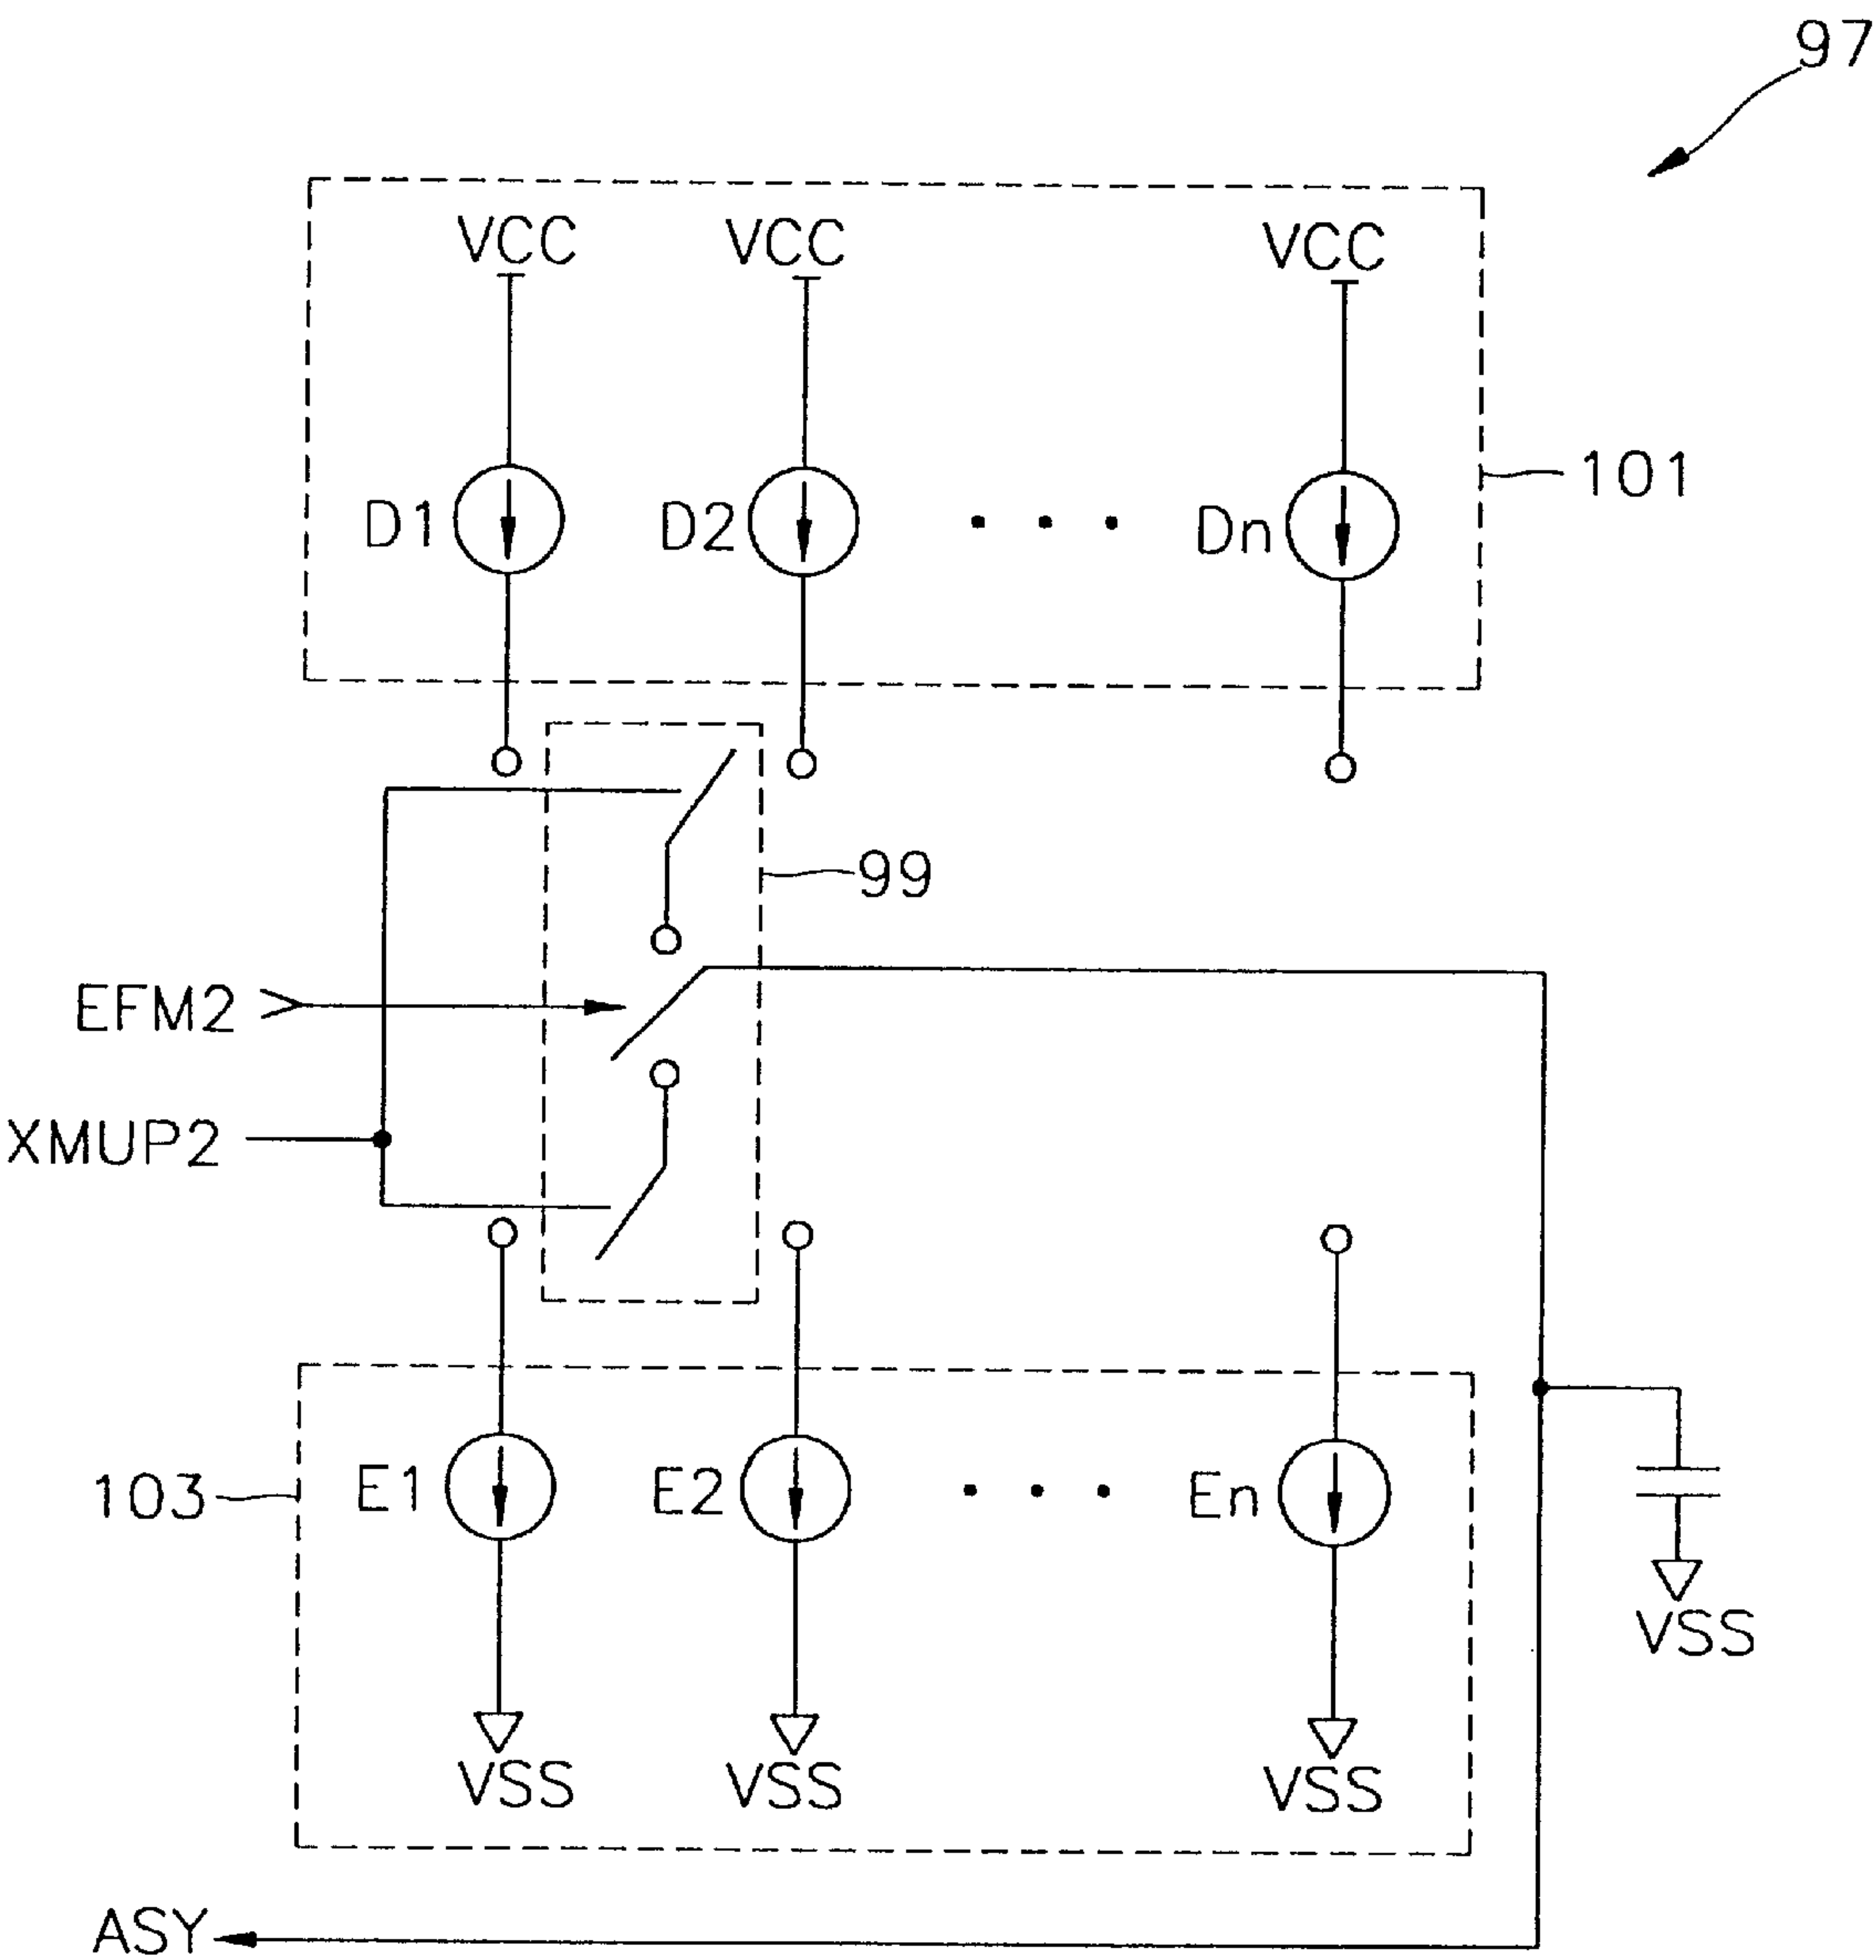 97
VCC VCC VCC
D1 D2 Dn
101
99
EFM2
XMUP2
103
E1 E2 En
VSS
VSS VSS VSS
ASY